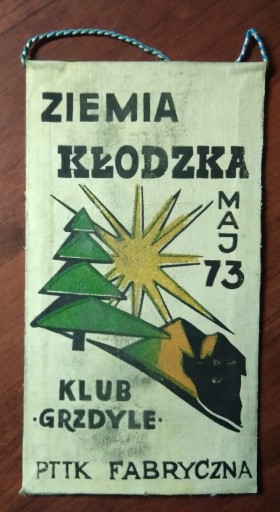 ZIEMIA
KŁODZKA
MAJ
73
KLUB
·GRZDYLE·
PTTK FABRYCZNA